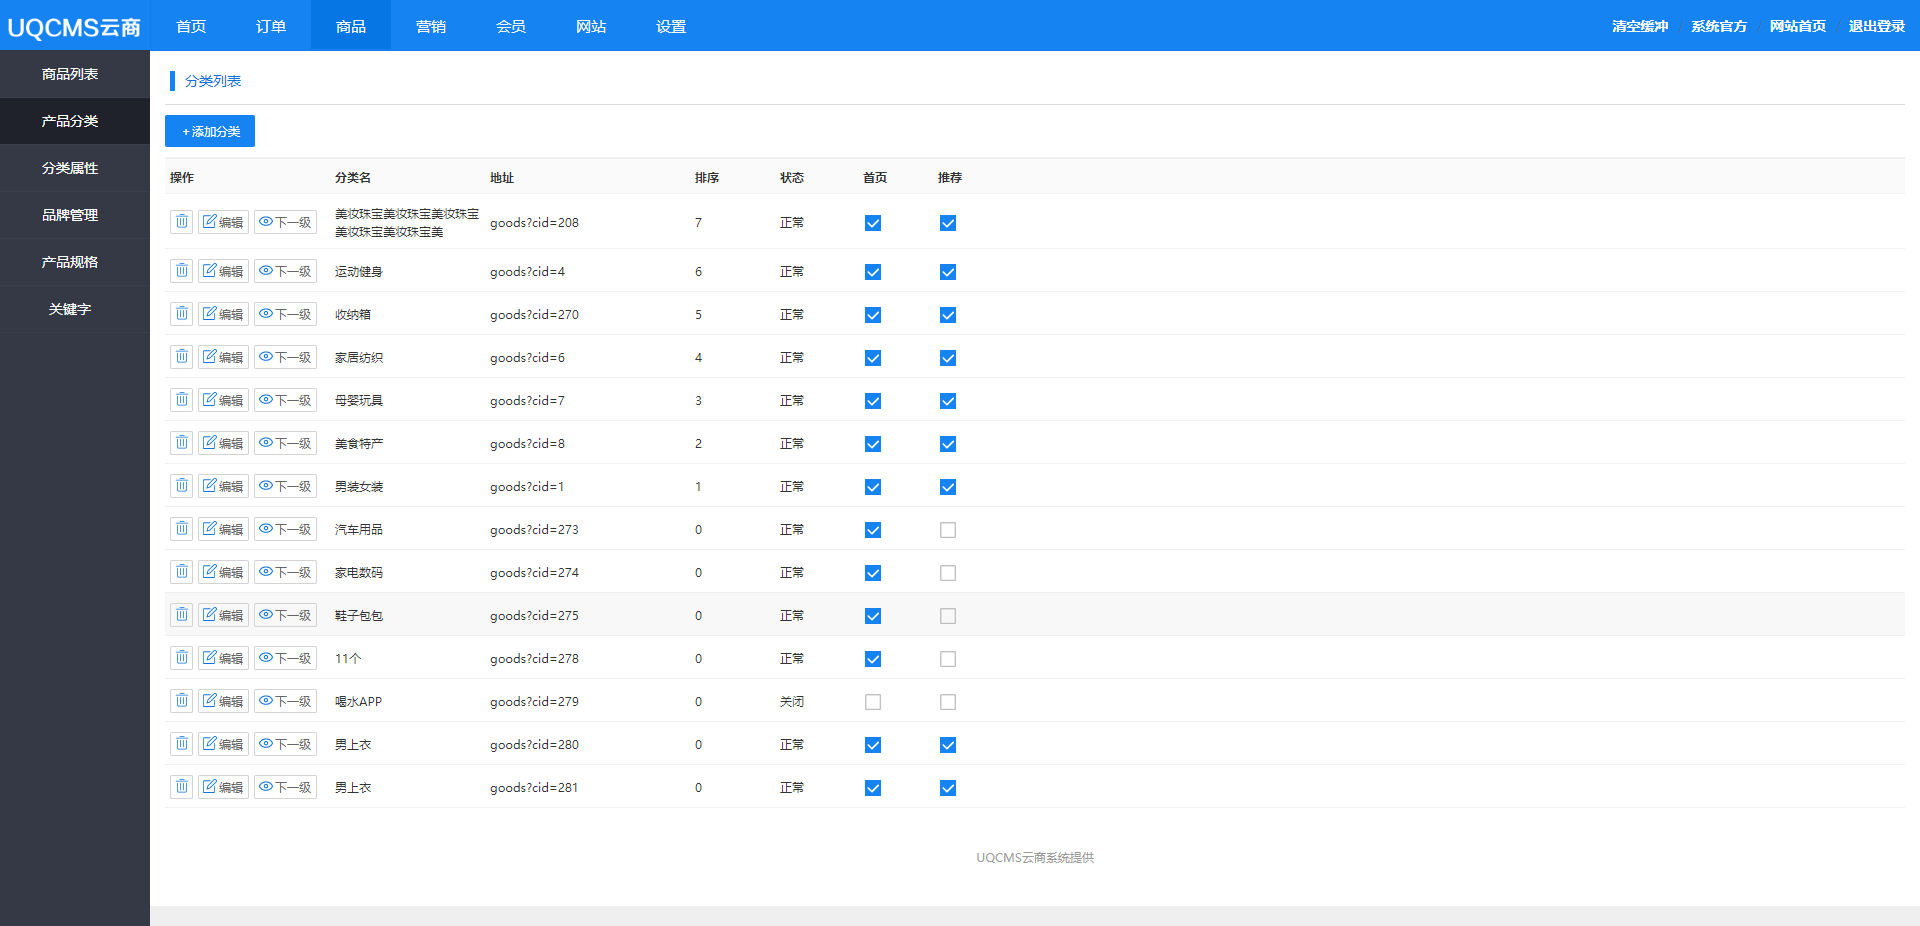 UQCMS云商 首页 订单 商品 营销 会员 网站 设置 清空缓冲 / 系统官方 / 网站首页 / 退出登录
商品列表
产品分类
分类属性
品牌管理
产品规格
关键字
分类列表
+ 添加分类
操作 分类名 地址 排序 状态 首页 推荐
编辑 下一级 美妆珠宝美妆珠宝美妆珠宝 goods?cid=208 7 正常
美妆珠宝美妆珠宝美
编辑 下一级 运动健身 goods?cid=4 6 正常
编辑 下一级 收纳箱 goods?cid=270 5 正常
编辑 下一级 家居纺织 goods?cid=6 4 正常
编辑 下一级 母婴玩具 goods?cid=7 3 正常
编辑 下一级 美食特产 goods?cid=8 2 正常
编辑 下一级 男装女装 goods?cid=1 1 正常
编辑 下一级 汽车用品 goods?cid=273 0 正常
编辑 下一级 家电数码 goods?cid=274 0 正常
编辑 下一级 鞋子包包 goods?cid=275 0 正常
编辑 下一级 11个 goods?cid=278 0 正常
编辑 下一级 喝水APP goods?cid=279 0 关闭
编辑 下一级 男上衣 goods?cid=280 0 正常
编辑 下一级 男上衣 goods?cid=281 0 正常
UQCMS云商系统提供